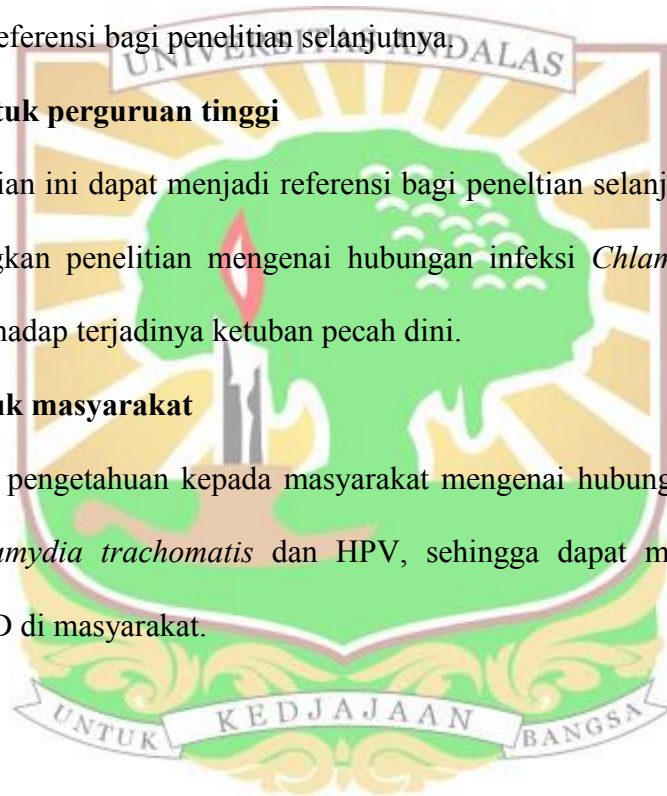 eferensi bagi penelitian selanjutnya.
UNIVERSITAS ANDALAS
tuk perguruan tinggi
ian ini dapat menjadi referensi bagi peneltian selanj
gkan penelitian mengenai hubungan infeksi Chlam
hadap terjadinya ketuban pecah dini.
uk masyarakat
pengetahuan kepada masyarakat mengenai hubung
amydia trachomatis dan HPV, sehingga dapat m
D di masyarakat.
UNTUK KEDJAJAAN BANGSA